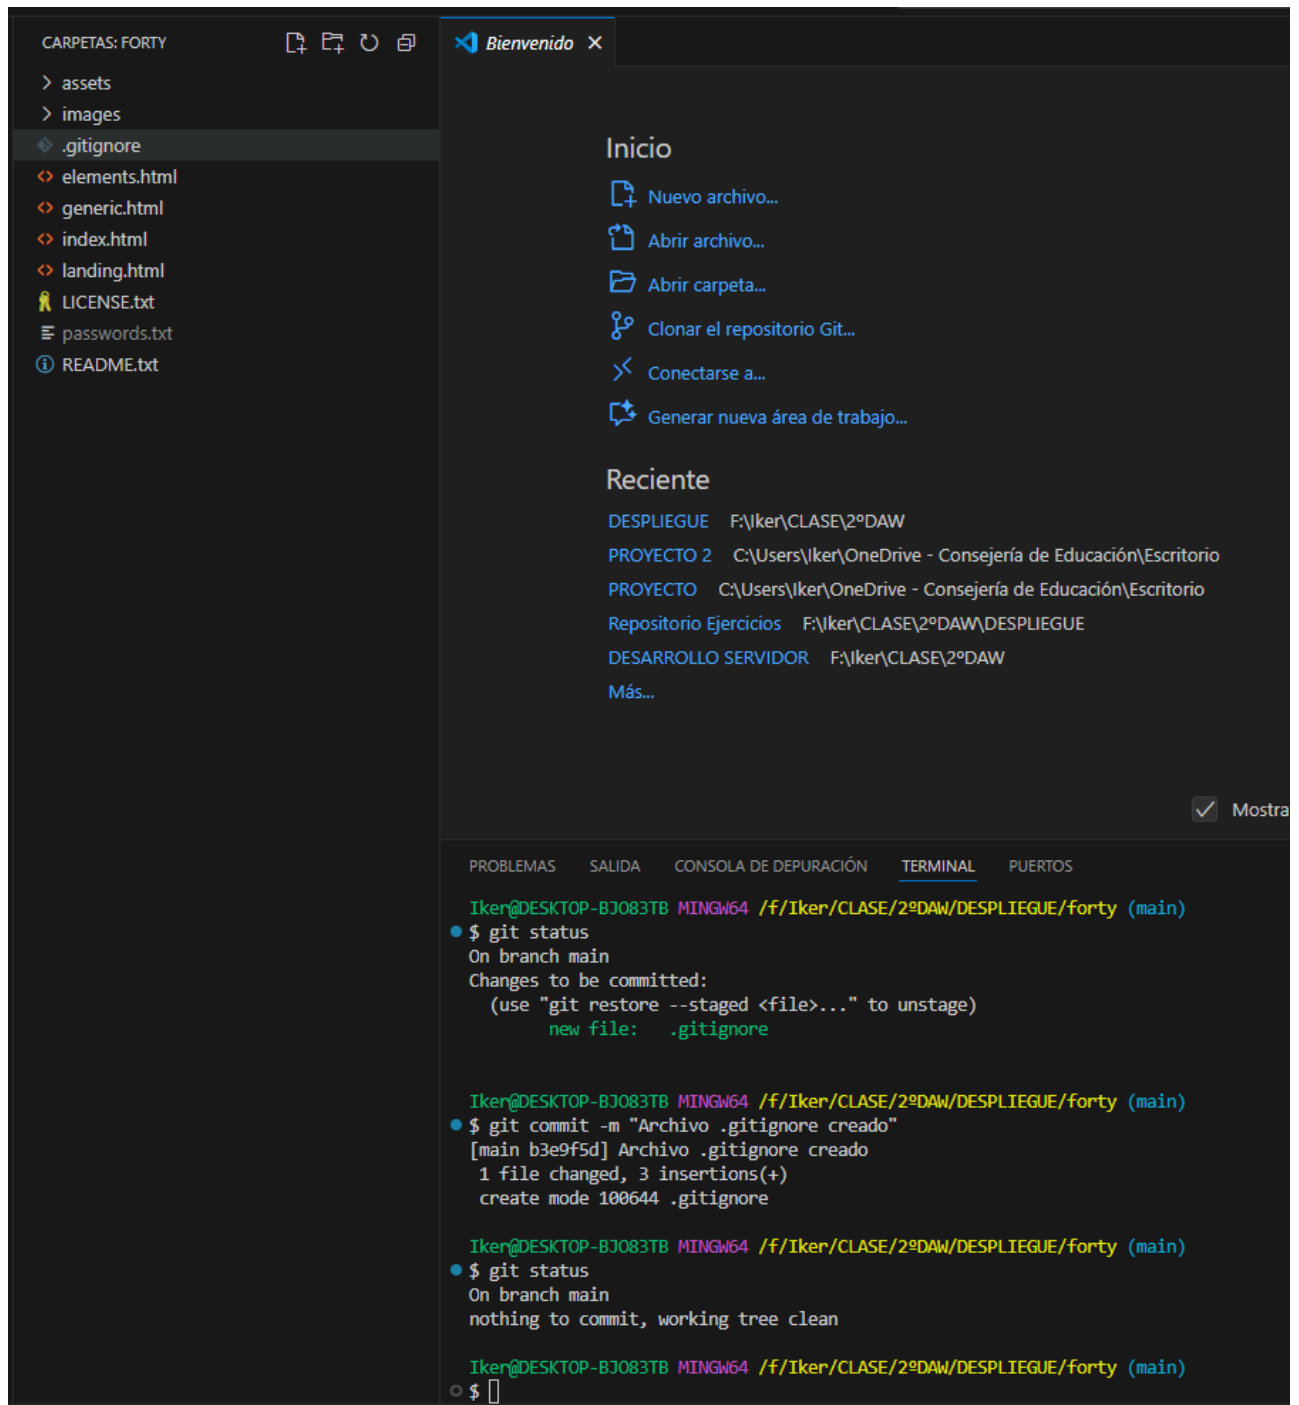 CARPETAS: FORTY
assets
images
.gitignore
elements.html
generic.html
index.html
landing.html
LICENSE.txt
passwords.txt
README.txt
Bienvenido
Inicio
Nuevo archivo...
Abrir archivo...
Abrir carpeta...
Clonar el repositorio Git...
Conectarse a...
Generar nueva área de trabajo...
Reciente
DESPLIEGUE F:\Iker\CLASE\2ºDAW
PROYECTO 2 C:\Users\Iker\OneDrive - Consejería de Educación\Escritorio
PROYECTO C:\Users\Iker\OneDrive - Consejería de Educación\Escritorio
Repositorio Ejercicios F:\Iker\CLASE\2ºDAW\DESPLIEGUE
DESARROLLO SERVIDOR F:\Iker\CLASE\2ºDAW
Más...
Mostra
PROBLEMAS SALIDA CONSOLA DE DEPURACIÓN TERMINAL PUERTOS
Iker@DESKTOP-BJO83TB MINGW64 /f/Iker/CLASE/2ºDAW/DESPLIEGUE/forty (main)
$ git status
On branch main
Changes to be committed:
(use "git restore --staged <file>..." to unstage)
new file: .gitignore
Iker@DESKTOP-BJO83TB MINGW64 /f/Iker/CLASE/2ºDAW/DESPLIEGUE/forty (main)
$ git commit -m "Archivo .gitignore creado"
[main b3e9f5d] Archivo .gitignore creado
1 file changed, 3 insertions(+)
create mode 100644 .gitignore
Iker@DESKTOP-BJO83TB MINGW64 /f/Iker/CLASE/2ºDAW/DESPLIEGUE/forty (main)
$ git status
On branch main
nothing to commit, working tree clean
Iker@DESKTOP-BJO83TB MINGW64 /f/Iker/CLASE/2ºDAW/DESPLIEGUE/forty (main)
$